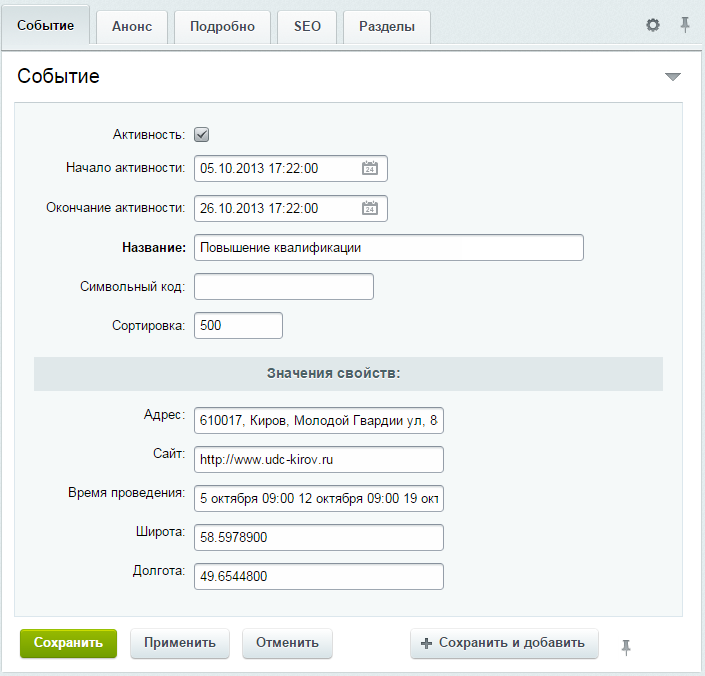 Событие Анонс Подробно SEO Разделы
Событие
Активность:
Начало активности: 05.10.2013 17:22:00 24
Окончание активности: 26.10.2013 17:22:00 24
Название: Повышение квалификации
Символьный код:
Сортировка: 500
Значения свойств:
Адрес: 610017, Киров, Молодой Гвардии ул, 8
Сайт: http://www.udc-kirov.ru
Время проведения: 5 октября 09:00 12 октября 09:00 19 окт
Широта: 58.5978900
Долгота: 49.6544800
Сохранить Применить Отменить + Сохранить и добавить